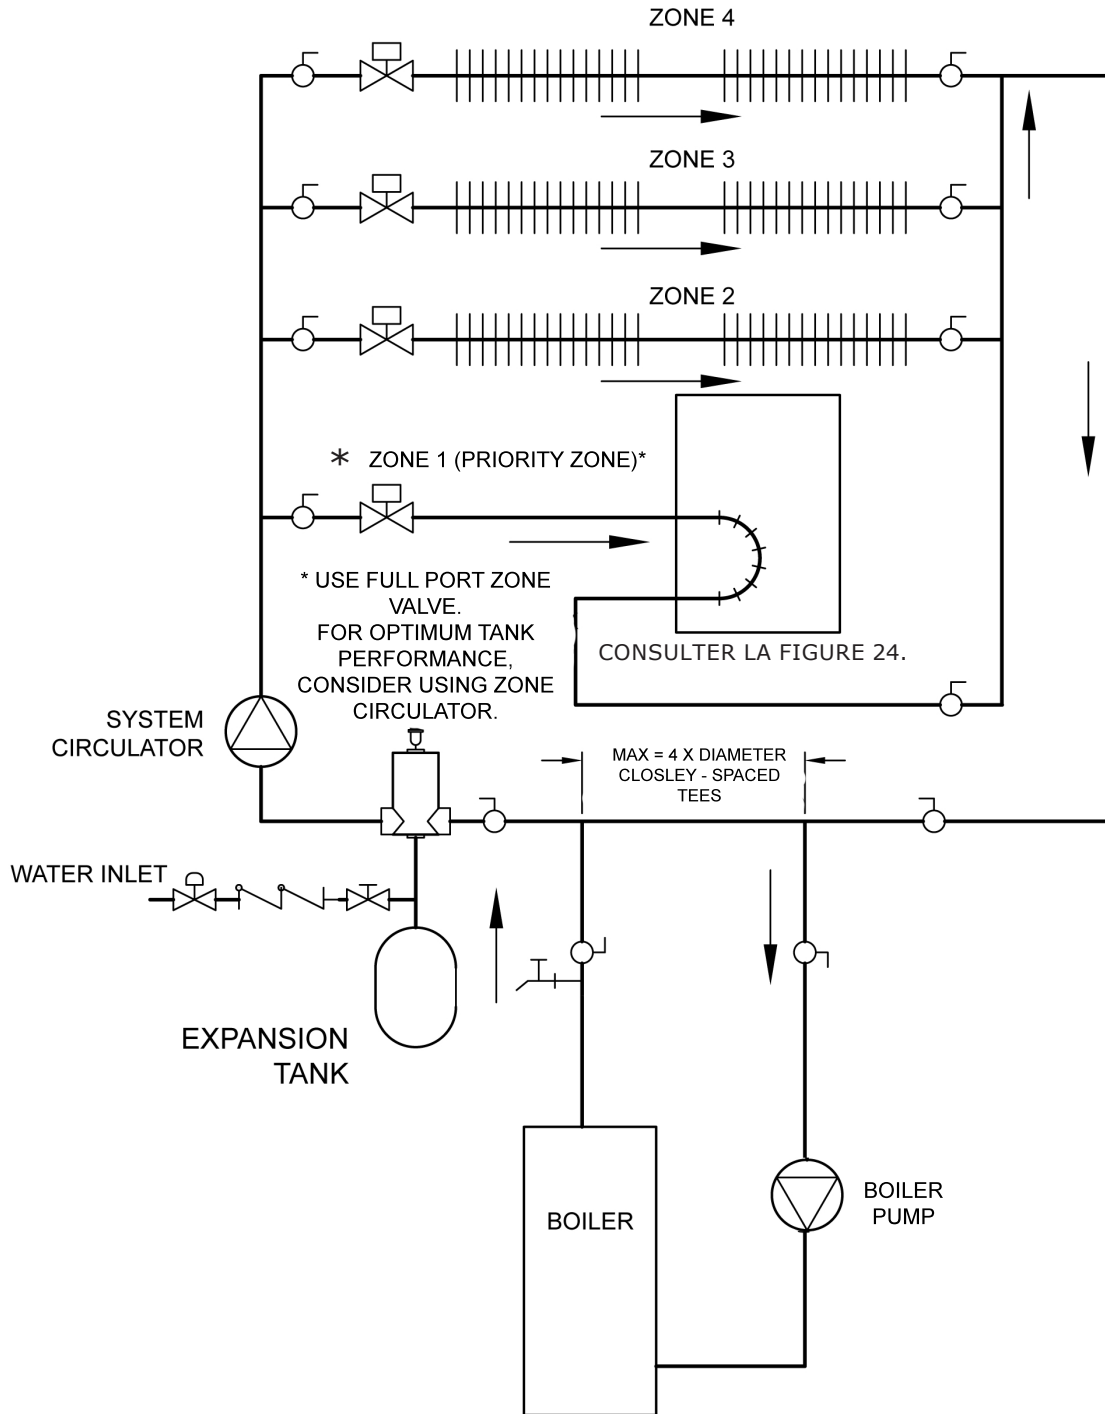 ZONE 4
ZONE 3
ZONE 2
* ZONE 1 (PRIORITY ZONE)*
* USE FULL PORT ZONE
VALVE.
FOR OPTIMUM TANK
PERFORMANCE,
CONSIDER USING ZONE
CIRCULATOR.
CONSULTER LA FIGURE 24.
SYSTEM
CIRCULATOR
MAX = 4 X DIAMETER
CLOSLEY - SPACED
TEES
WATER INLET
EXPANSION
TANK
BOILER
BOILER
PUMP